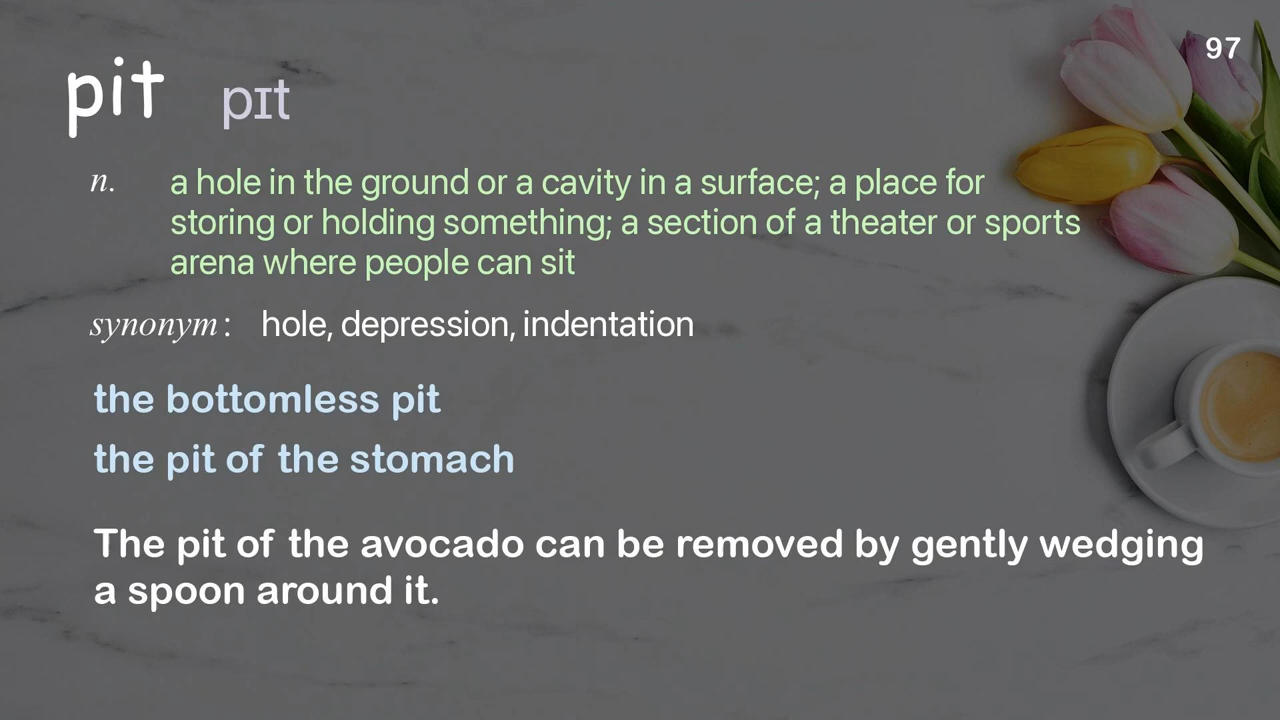 97
pit pɪt
n. a hole in the ground or a cavity in a surface; a place for
storing or holding something; a section of a theater or sports
arena where people can sit
synonym: hole, depression, indentation
the bottomless pit
the pit of the stomach
The pit of the avocado can be removed by gently wedging
a spoon around it.